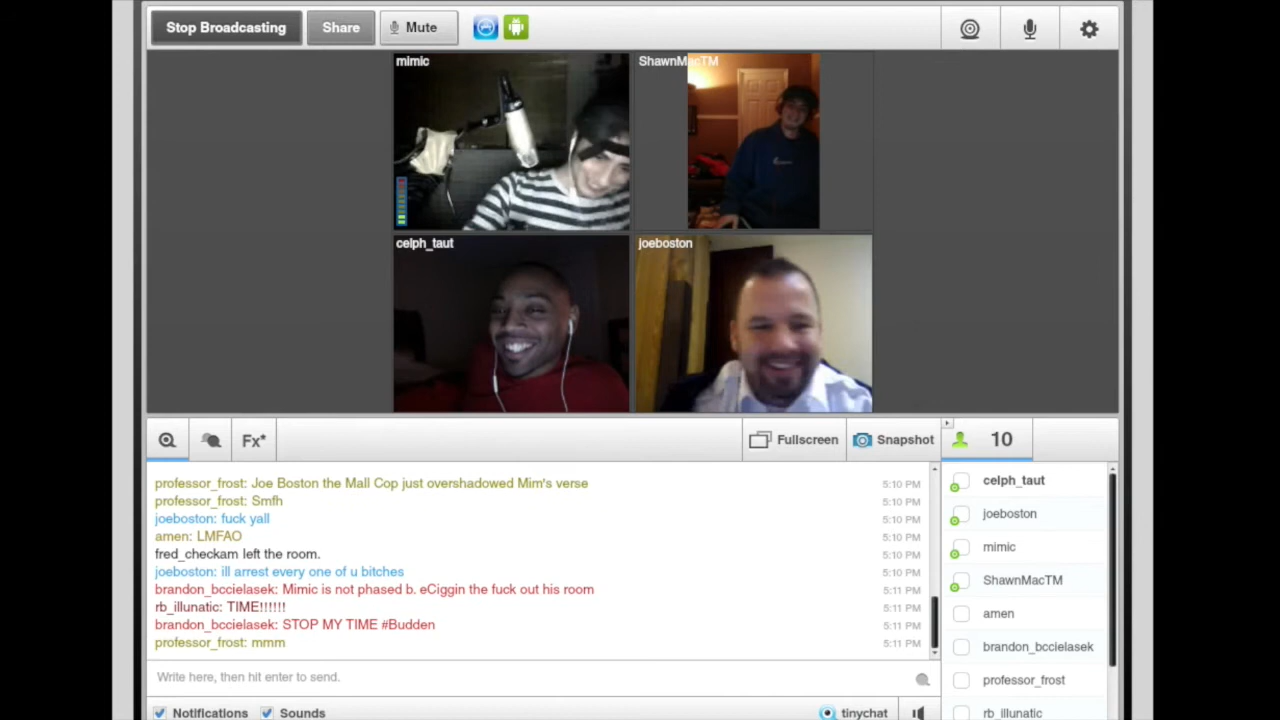 Stop Broadcasting
Share
Mute
mimic
ShawnMacTM
celph_taut
joeboston
Fx*
Fullscreen
Snapshot
10
professor_frost: Joe Boston the Mall Cop just overshadowed Mim's verse 5:10 PM
professor_frost: Smfh 5:10 PM
joeboston: fuck yall 5:10 PM
amen: LMFAO 5:10 PM
fred_checkam left the room. 5:10 PM
joeboston: ill arrest every one of u bitches 5:10 PM
brandon_bccielasek: Mimic is not phased b. eCiggin the fuck out his room 5:11 PM
rb_illunatic: TIME!!!!!! 5:11 PM
brandon_bccielasek: STOP MY TIME #Budden 5:11 PM
professor_frost: mmm 5:11 PM
celph_taut
joeboston
mimic
ShawnMacTM
amen
brandon_bccielasek
professor_frost
rb_illunatic
Write here, then hit enter to send.
Notifications
Sounds
tinychat